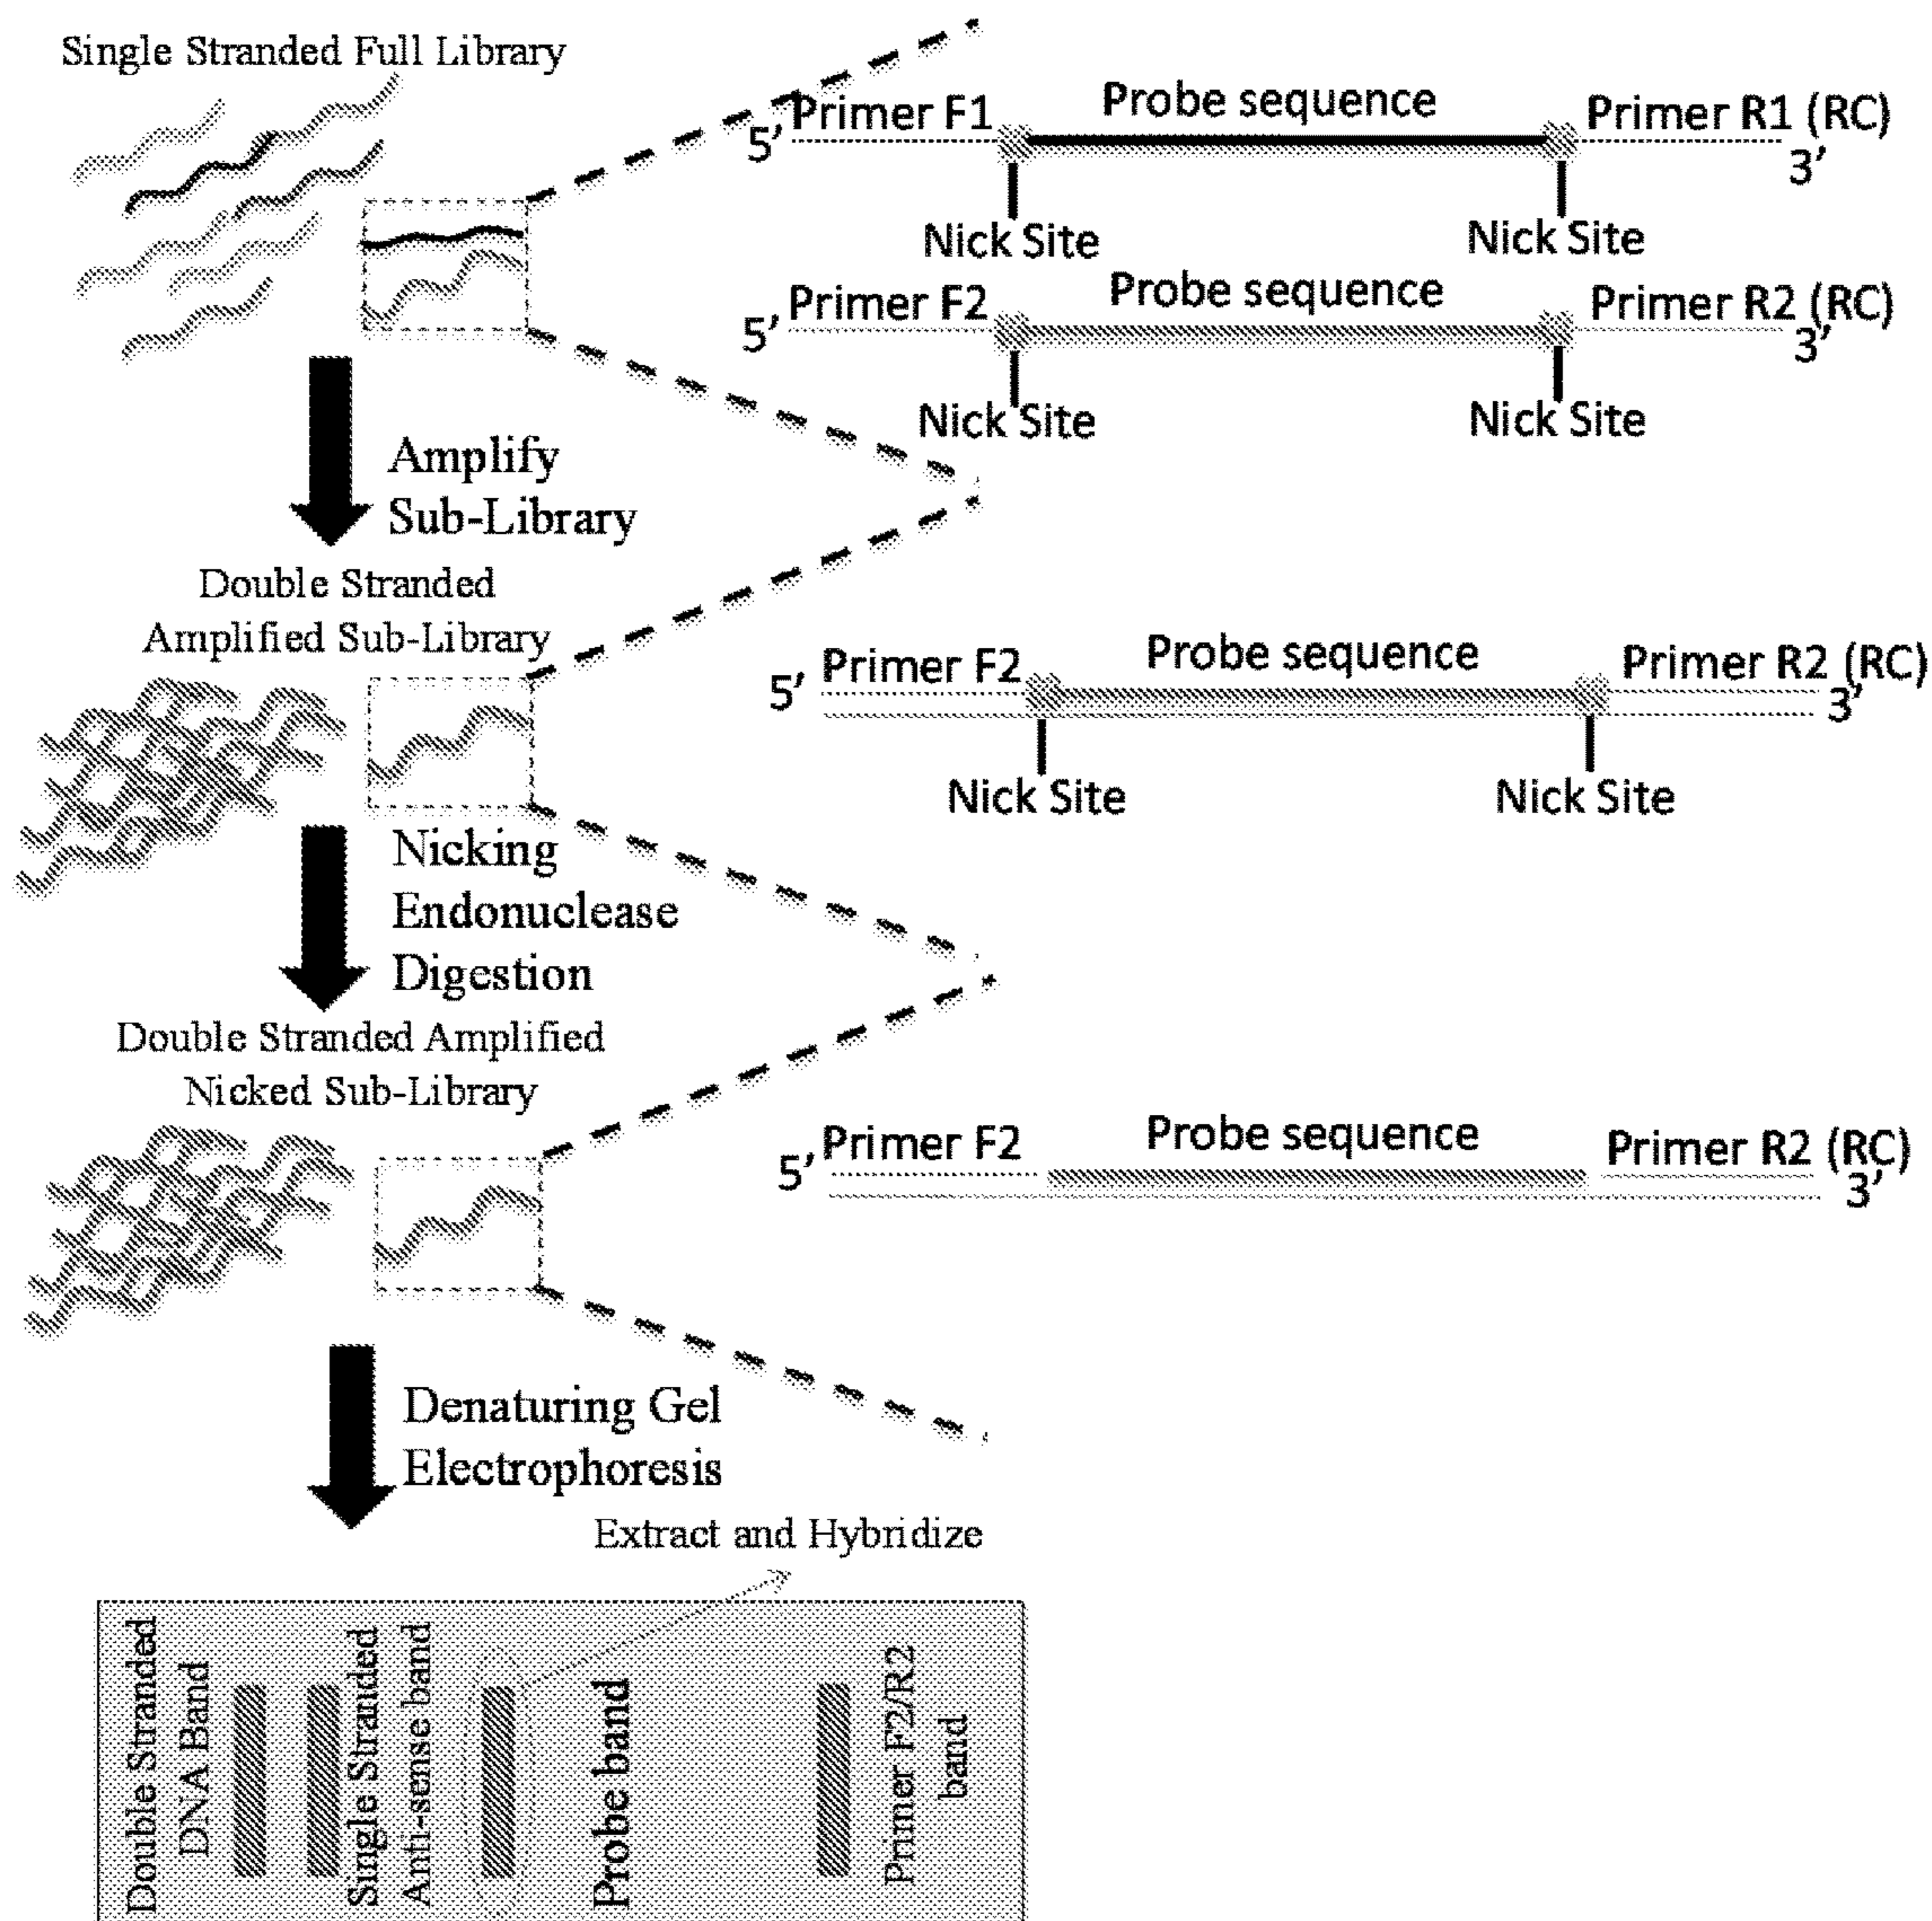 Single Stranded Full Library
5’ Primer F1 Probe sequence Primer R1 (RC) 3’
Nick Site Nick Site
5’ Primer F2 Probe sequence Primer R2 (RC) 3’
Nick Site Nick Site
Amplify
Sub-Library
Double Stranded
Amplified Sub-Library
5’ Primer F2 Probe sequence Primer R2 (RC) 3’
Nick Site Nick Site
Nicking
Endonuclease
Digestion
Double Stranded Amplified
Nicked Sub-Library
5’ Primer F2 Probe sequence Primer R2 (RC) 3’
Denaturing Gel
Electrophoresis
Extract and Hybridize
Double Stranded
DNA Band
Single Stranded
Anti-sense band
Probe band
Primer F2/R2
band